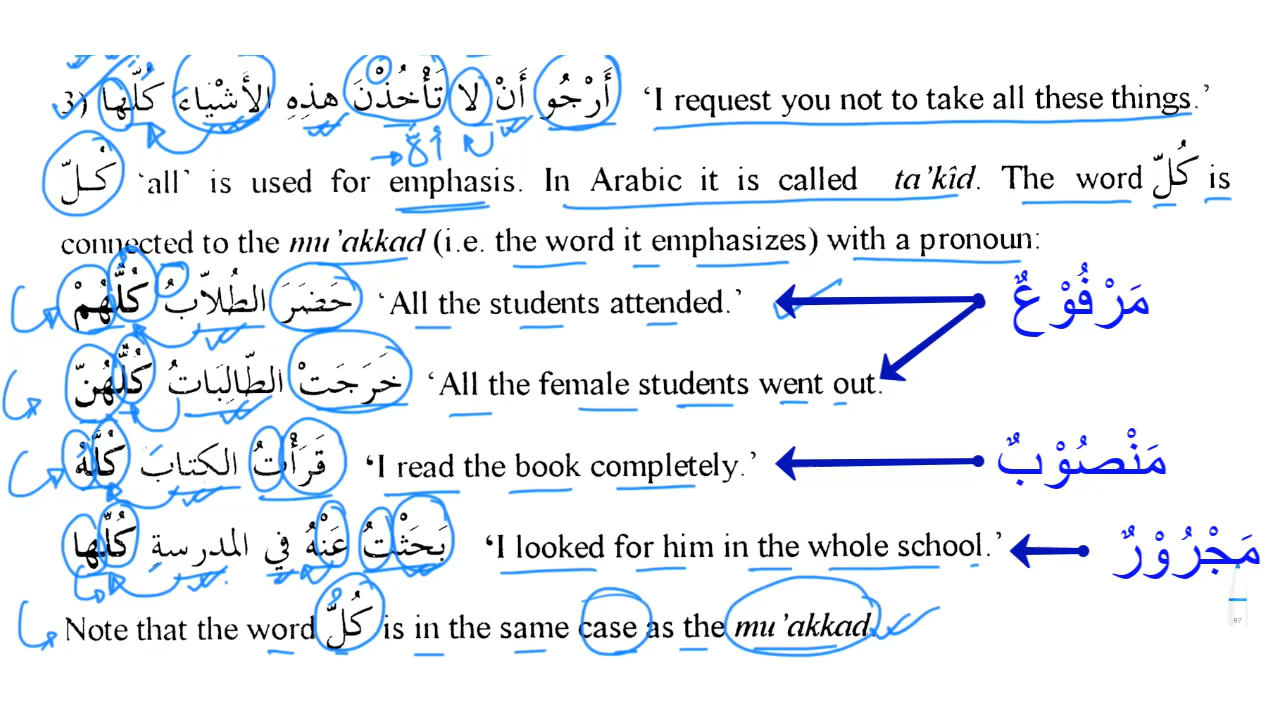 3) أَرْجُو أَنْ لا تَأْخُذْنَ هذِهِ الأَشْيَاءَ كُلَّها ‘I request you not to take all these things.’
كُـلّ ‘all’ is used for emphasis. In Arabic it is called ta’kîd. The word كُلّ is
connected to the mu’akkad (i.e. the word it emphasizes) with a pronoun:
حَضَرَ الطُلاّبُ كُلُّهُمْ ‘All the students attended.’ مَرْفُوْعٌ
خَرَجَتْ الطّالِبَاتُ كُلُّهُنّ ‘All the female students went out.
قَرَأْتُ الكتابَ كُلَّهُ ‘I read the book completely.’ مَنْصُوْبٌ
بَحَثْتُ عَنْهُ في المدرسةِ كُلِّها ‘I looked for him in the whole school.’ مَجْرُوْرٌ
Note that the word كُلُّ is in the same case as the mu’akkad.
97